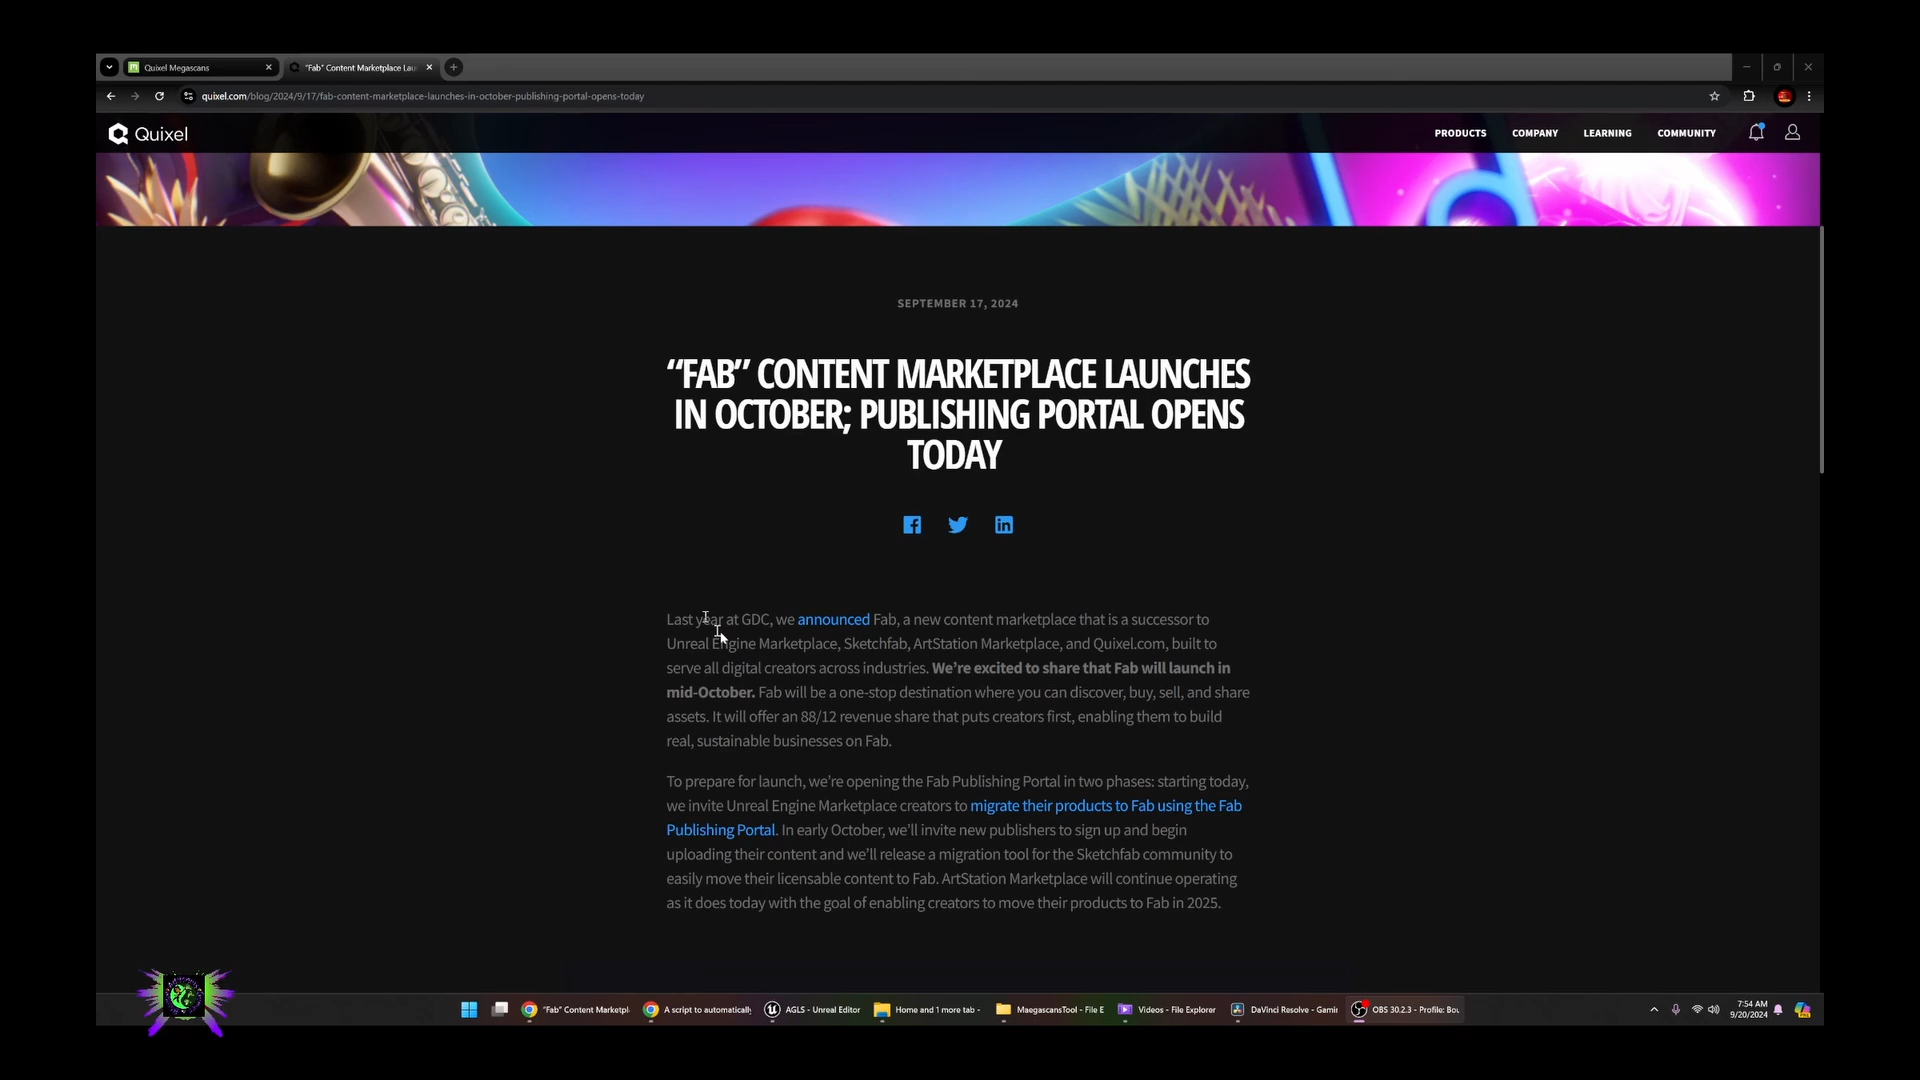 Quixel Megascans
"Fab" Content Marketplace Lau
quixel.com/blog/2024/9/17/fab-content-marketplace-launches-in-october-publishing-portal-opens-today
Quixel
PRODUCTS
COMPANY
LEARNING
COMMUNITY
SEPTEMBER 17, 2024
“FAB” CONTENT MARKETPLACE LAUNCHES
IN OCTOBER; PUBLISHING PORTAL OPENS
TODAY
Last year at GDC, we announced Fab, a new content marketplace that is a successor to
Unreal Engine Marketplace, Sketchfab, ArtStation Marketplace, and Quixel.com, built to
serve all digital creators across industries. We’re excited to share that Fab will launch in
mid-October. Fab will be a one-stop destination where you can discover, buy, sell, and share
assets. It will offer an 88/12 revenue share that puts creators first, enabling them to build
real, sustainable businesses on Fab.
To prepare for launch, we’re opening the Fab Publishing Portal in two phases: starting today,
we invite Unreal Engine Marketplace creators to migrate their products to Fab using the Fab
Publishing Portal. In early October, we’ll invite new publishers to sign up and begin
uploading their content and we’ll release a migration tool for the Sketchfab community to
easily move their licensable content to Fab. ArtStation Marketplace will continue operating
as it does today with the goal of enabling creators to move their products to Fab in 2025.
"Fab" Content Marketpl
A script to automatically
AGLS - Unreal Editor
Home and 1 more tab -
MaegascansTool - File E
Videos - File Explorer
DaVinci Resolve - Gamin
OBS 30.2.3 - Profile: Bou
7:54 AM
9/20/2024